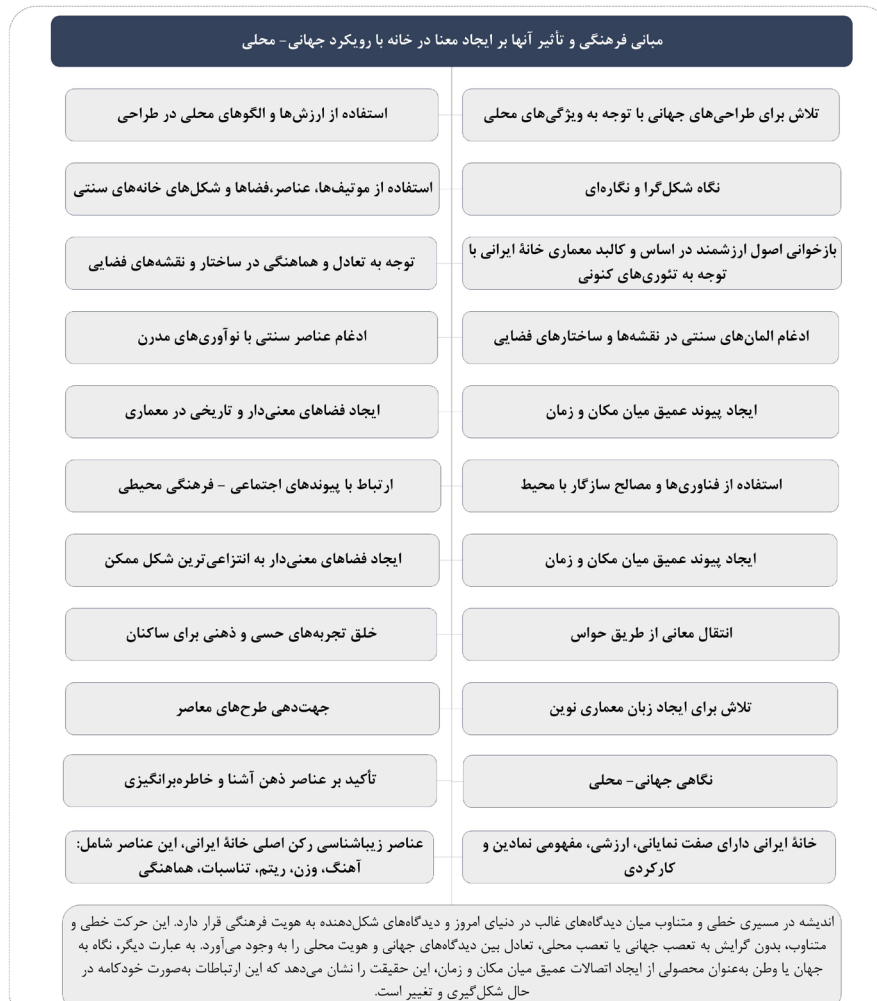 مبانی فرهنگی و تأثیر آنها بر ایجاد معنا در خانه با رویکرد جهانی- محلی
تلاش برای طراحی‌های جهانی با توجه به ویژگی‌های محلی
استفاده از ارزش‌ها و الگوهای محلی در طراحی
نگاه شکل‌گرا و نگاره‌ای
استفاده از موتیف‌ها، عناصر،فضاها و شکل‌های خانه‌های سنتی
بازخوانی اصول ارزشمند در اساس و کالبد معماری خانۀ ایرانی با
توجه به تئوری‌های کنونی
توجه به تعادل و هماهنگی در ساختار و نقشه‌های فضایی
ادغام المان‌های سنتی در نقشه‌ها و ساختارهای فضایی
ادغام عناصر سنتی با نوآوری‌های مدرن
ایجاد پیوند عمیق میان مکان و زمان
ایجاد فضاهای معنی‌دار و تاریخی در معماری
استفاده از فناوری‌ها و مصالح سازگار با محیط
ارتباط با پیوندهای اجتماعی – فرهنگی محیطی
ایجاد پیوند عمیق میان مکان و زمان
ایجاد فضاهای معنی‌دار به انتزاعی‌ترین شکل ممکن
انتقال معانی از طریق حواس
خلق تجربه‌های حسی و ذهنی برای ساکنان
تلاش برای ایجاد زبان معماری نوین
جهت‌دهی طرح‌های معاصر
نگاهی جهانی- محلی
تأکید بر عناصر ذهن آشنا و خاطره‌برانگیزی
خانۀ ایرانی دارای صفت نمایانی، ارزشی، مفهومی نمادین و
کارکردی
عناصر زیباشناسی رکن اصلی خانۀ ایرانی، این عناصر شامل:
آهنگ، وزن، ریتم، تناسبات، هماهنگی
اندیشه در مسیری خطی و متناوب میان دیدگاه‌های غالب در دنیای امروز و دیدگاه‌های شکل‌دهنده به هویت فرهنگی قرار دارد. این حرکت خطی و
متناوب، بدون گرایش به تعصب جهانی یا تعصب محلی، تعادل بین دیدگاه‌های جهانی و هویت محلی را به وجود می‌آورد. به عبارت دیگر، نگاه به
جهان یا وطن به‌عنوان محصولی از ایجاد اتصالات عمیق میان مکان و زمان، این حقیقت را نشان می‌دهد که این ارتباطات به‌صورت خودکامه در
حال شکل‌گیری و تغییر است.